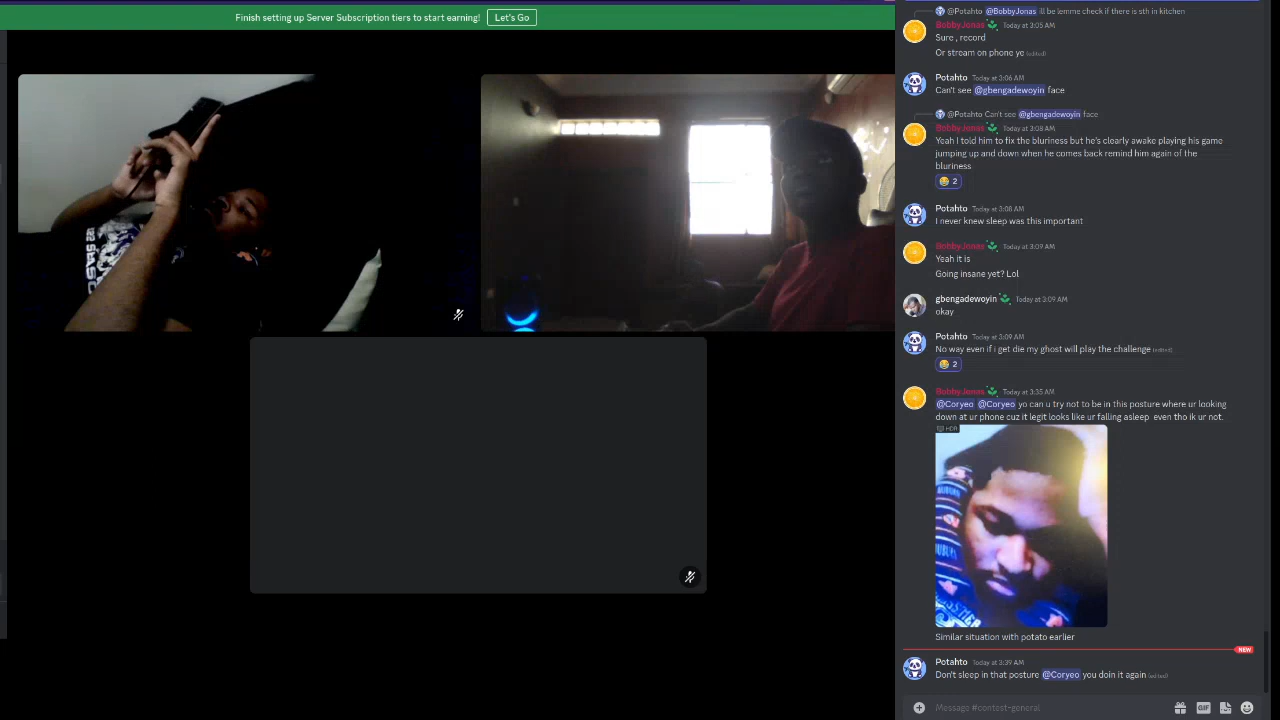 Finish setting up Server Subscription tiers to start earning! Let's Go
@Potahto @BobbyJonas ill be lemme check if there is sth in kitchen
BobbyJonas Today at 3:05 AM
Sure , record
Or stream on phone ye (edited)
Potahto Today at 3:06 AM
Can't see @gbengadewoyin face
@Potahto Can't see @gbengadewoyin face
BobbyJonas Today at 3:08 AM
Yeah I told him to fix the bluriness but he's clearly awake playing his game
jumping up and down when he comes back remind him again of the
bluriness
2
Potahto Today at 3:08 AM
I never knew sleep was this important
BobbyJonas Today at 3:09 AM
Yeah it is
Going insane yet? Lol
gbengadewoyin Today at 3:09 AM
okay
Potahto Today at 3:09 AM
No way even if i get die my ghost will play the challenge (edited)
2
BobbyJonas Today at 3:35 AM
@Coryeo @Coryeo yo can u try not to be in this posture where ur looking
down at ur phone cuz it legit looks like ur falling asleep even tho ik ur not.
HDR
Similar situation with potato earlier
NEW
Potahto Today at 3:39 AM
Don't sleep in that posture @Coryeo you doin it again (edited)
Message #contest-general
GIF